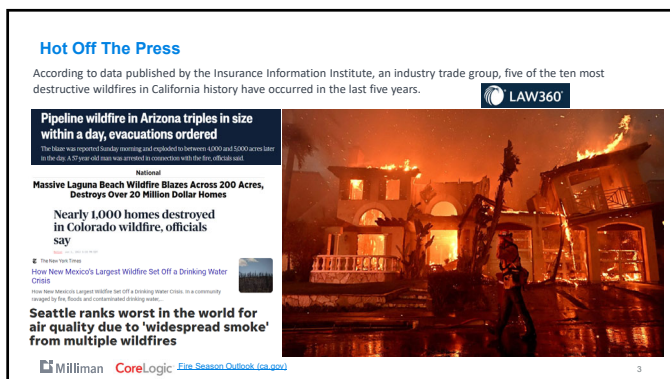 Hot Off The Press
According to data published by the Insurance Information Institute, an industry trade group, five of the ten most
destructive wildfires in California history have occurred in the last five years.
LAW360
Pipeline wildfire in Arizona triples in size
within a day, evacuations ordered
The blaze was reported Sunday morning and exploded to between 4,000 and 5,000 acres later
in the day. A 57-year-old man was arrested in connection with the fire, officials said.
National
Massive Laguna Beach Wildfire Blazes Across 200 Acres,
Destroys Over 20 Million Dollar Homes
Nearly 1,000 homes destroyed
in Colorado wildfire, officials
say
The New York Times
How New Mexico's Largest Wildfire Set Off a Drinking Water
Crisis
How New Mexico's Largest Wildfire Set Off a Drinking Water Crisis. In a community
ravaged by fire, floods and contaminated drinking water,...
Seattle ranks worst in the world for
air quality due to 'widespread smoke'
from multiple wildfires
Milliman CoreLogic Fire Season Outlook (ca.gov)
3